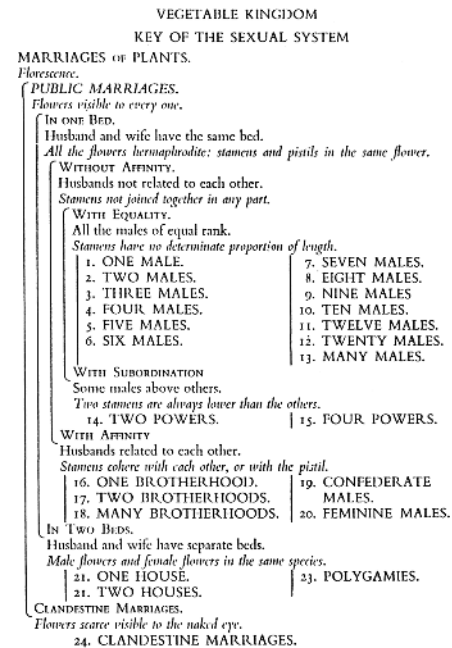 VEGETABLE KINGDOM
KEY OF THE SEXUAL SYSTEM
MARRIAGES OF PLANTS.
Florescence.
PUBLIC MARRIAGES.
Flowers visible to every one.
IN ONE BED.
Husband and wife have the same bed.
All the flowers hermaphrodite: stamens and pistils in the same flower.
WITHOUT AFFINITY.
Husbands not related to each other.
Stamens not joined together in any part.
WITH EQUALITY.
All the males of equal rank.
Stamens have no determinate proportion of length.
1. ONE MALE.
2. TWO MALES.
3. THREE MALES.
4. FOUR MALES.
5. FIVE MALES.
6. SIX MALES.
7. SEVEN MALES.
8. EIGHT MALES.
9. NINE MALES
10. TEN MALES.
11. TWELVE MALES.
12. TWENTY MALES.
13. MANY MALES.
WITH SUBORDINATION
Some males above others.
Two stamens are always lower than the others.
14. TWO POWERS.
15. FOUR POWERS.
WITH AFFINITY
Husbands related to each other.
Stamens cohere with each other, or with the pistil.
16. ONE BROTHERHOOD.
17. TWO BROTHERHOODS.
18. MANY BROTHERHOODS.
19. CONFEDERATE
MALES.
20. FEMININE MALES.
IN TWO BEDS.
Husband and wife have separate beds.
Male flowers and female flowers in the same species.
21. ONE HOUSE.
21. TWO HOUSES.
23. POLYGAMIES.
CLANDESTINE MARRIAGES.
Flowers scarce visible to the naked eye.
24. CLANDESTINE MARRIAGES.